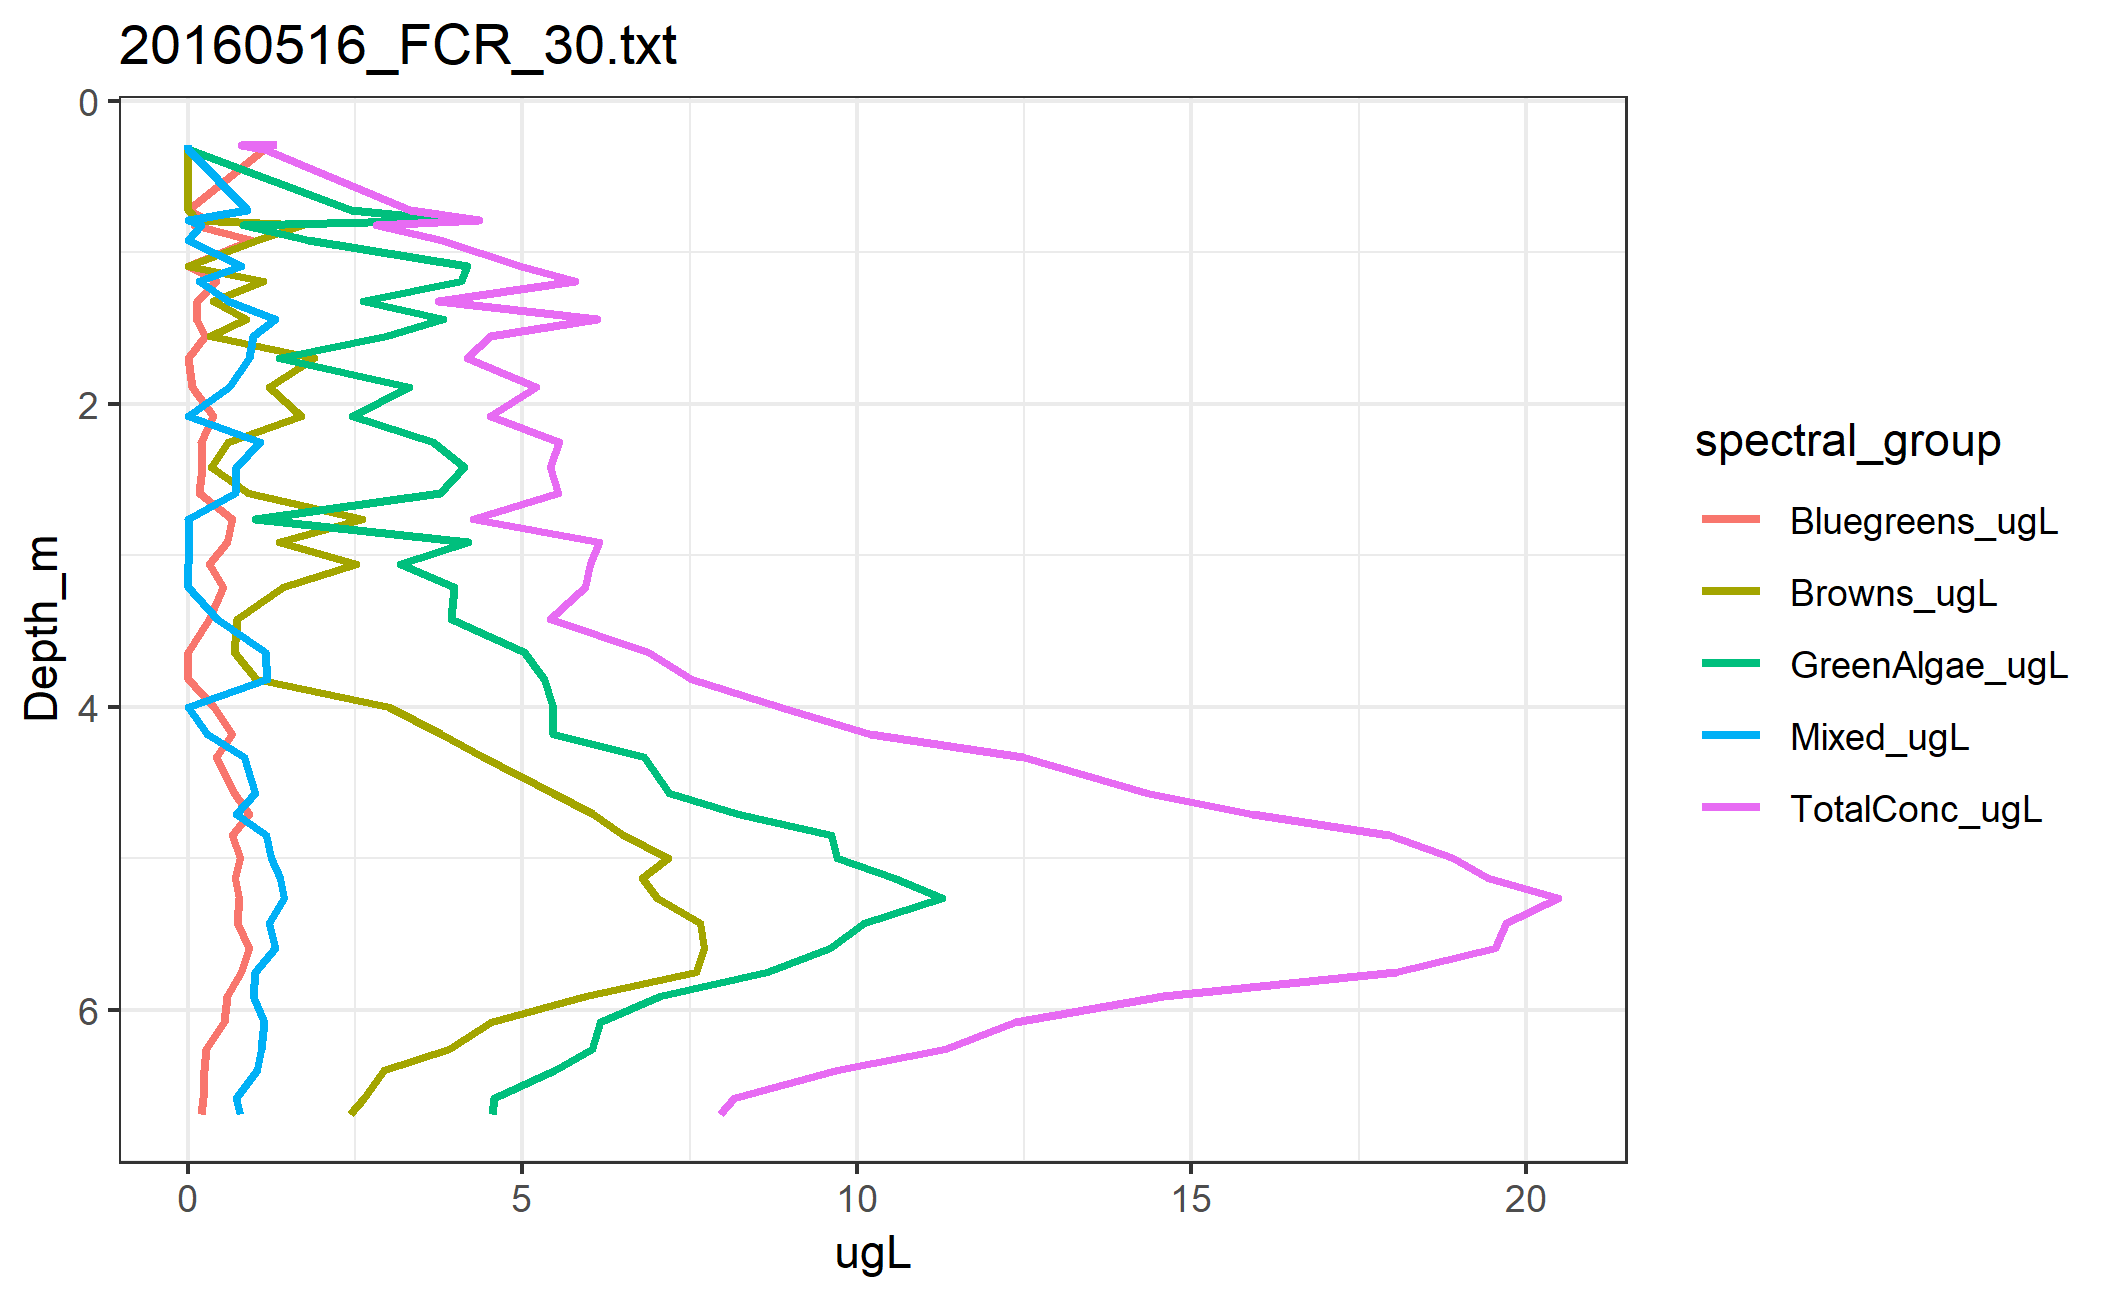 20160516_FCR_30.txt
0
2
4
6
Depth_m
0 5 10 15 20
ugL
spectral_group
Bluegreens_ugL
Browns_ugL
GreenAlgae_ugL
Mixed_ugL
TotalConc_ugL